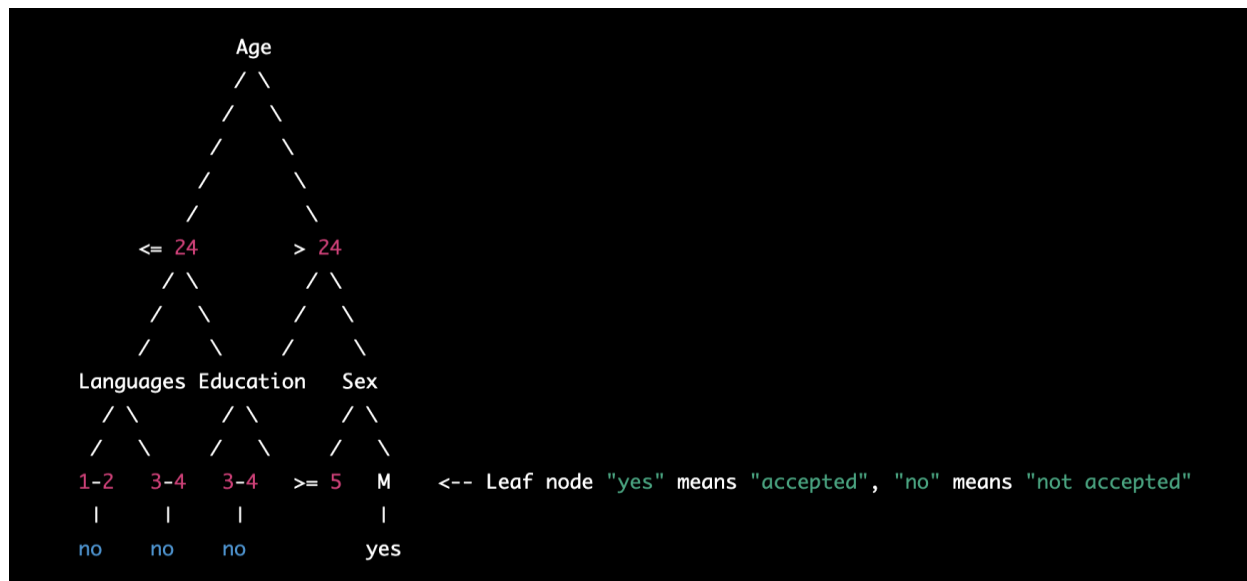 Age
/ \
/ \
/ \
/ \
/ \
<= 24 > 24
/ \ / \
/ \ / \
/ \ / \
Languages Education Sex
/ \ / \ / \
/ \ / \ / \
1-2 3-4 3-4 >= 5 M <-- Leaf node "yes" means "accepted", "no" means "not accepted"
| | | |
no no no yes